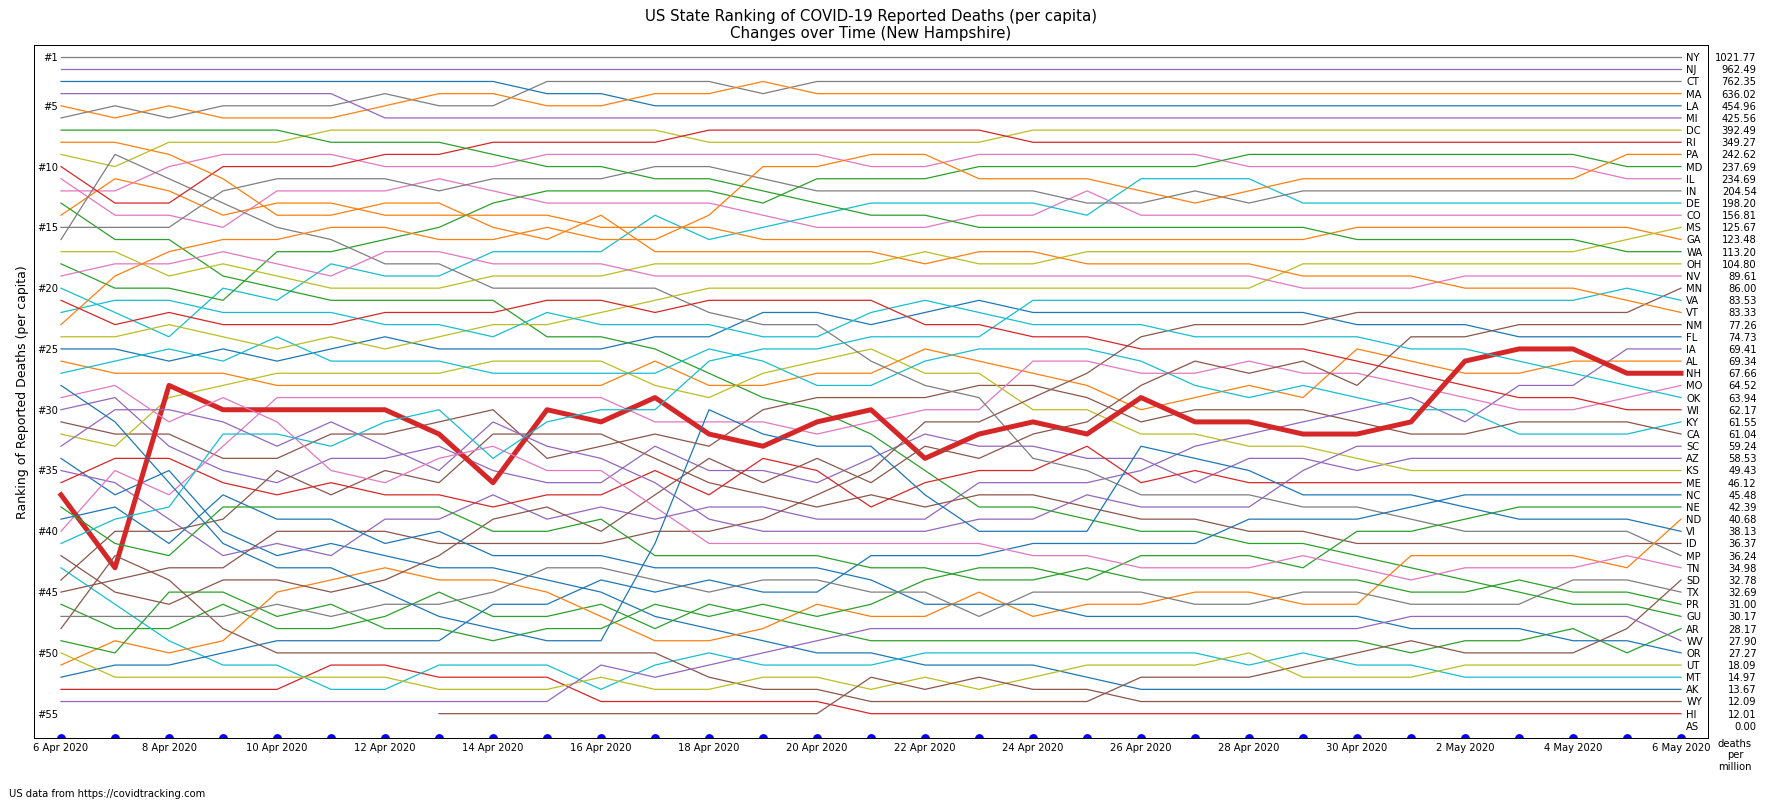 US State Ranking of COVID-19 Reported Deaths (per capita)
Changes over Time (New Hampshire)
Ranking of Reported Deaths (per capita)
#1
#5
#10
#15
#20
#25
#30
#35
#40
#45
#50
#55
NY 1021.77
NJ 962.49
CT 762.35
MA 636.02
LA 454.96
MI 425.56
DC 392.49
RI 349.27
PA 242.62
MD 237.69
IL 234.69
IN 204.54
DE 198.20
CO 156.81
MS 125.67
GA 123.48
WA 113.20
OH 104.80
NV 89.61
MN 86.00
VA 83.53
VT 83.33
NM 77.26
FL 74.73
IA 69.41
AL 69.34
NH 67.66
MO 64.52
OK 63.94
WI 62.17
KY 61.55
CA 61.04
SC 59.24
AZ 58.53
KS 49.43
ME 46.12
NC 45.48
NE 42.39
ND 40.68
VI 38.13
ID 36.37
MP 36.24
TN 34.98
SD 32.78
TX 32.69
PR 31.00
GU 30.17
AR 28.17
WV 27.90
OR 27.27
UT 18.09
MT 14.97
AK 13.67
WY 12.09
HI 12.01
AS 0.00
6 Apr 2020 8 Apr 2020 10 Apr 2020 12 Apr 2020 14 Apr 2020 16 Apr 2020 18 Apr 2020 20 Apr 2020 22 Apr 2020 24 Apr 2020 26 Apr 2020 28 Apr 2020 30 Apr 2020 2 May 2020 4 May 2020 6 May 2020
deaths
per
million
US data from https://covidtracking.com